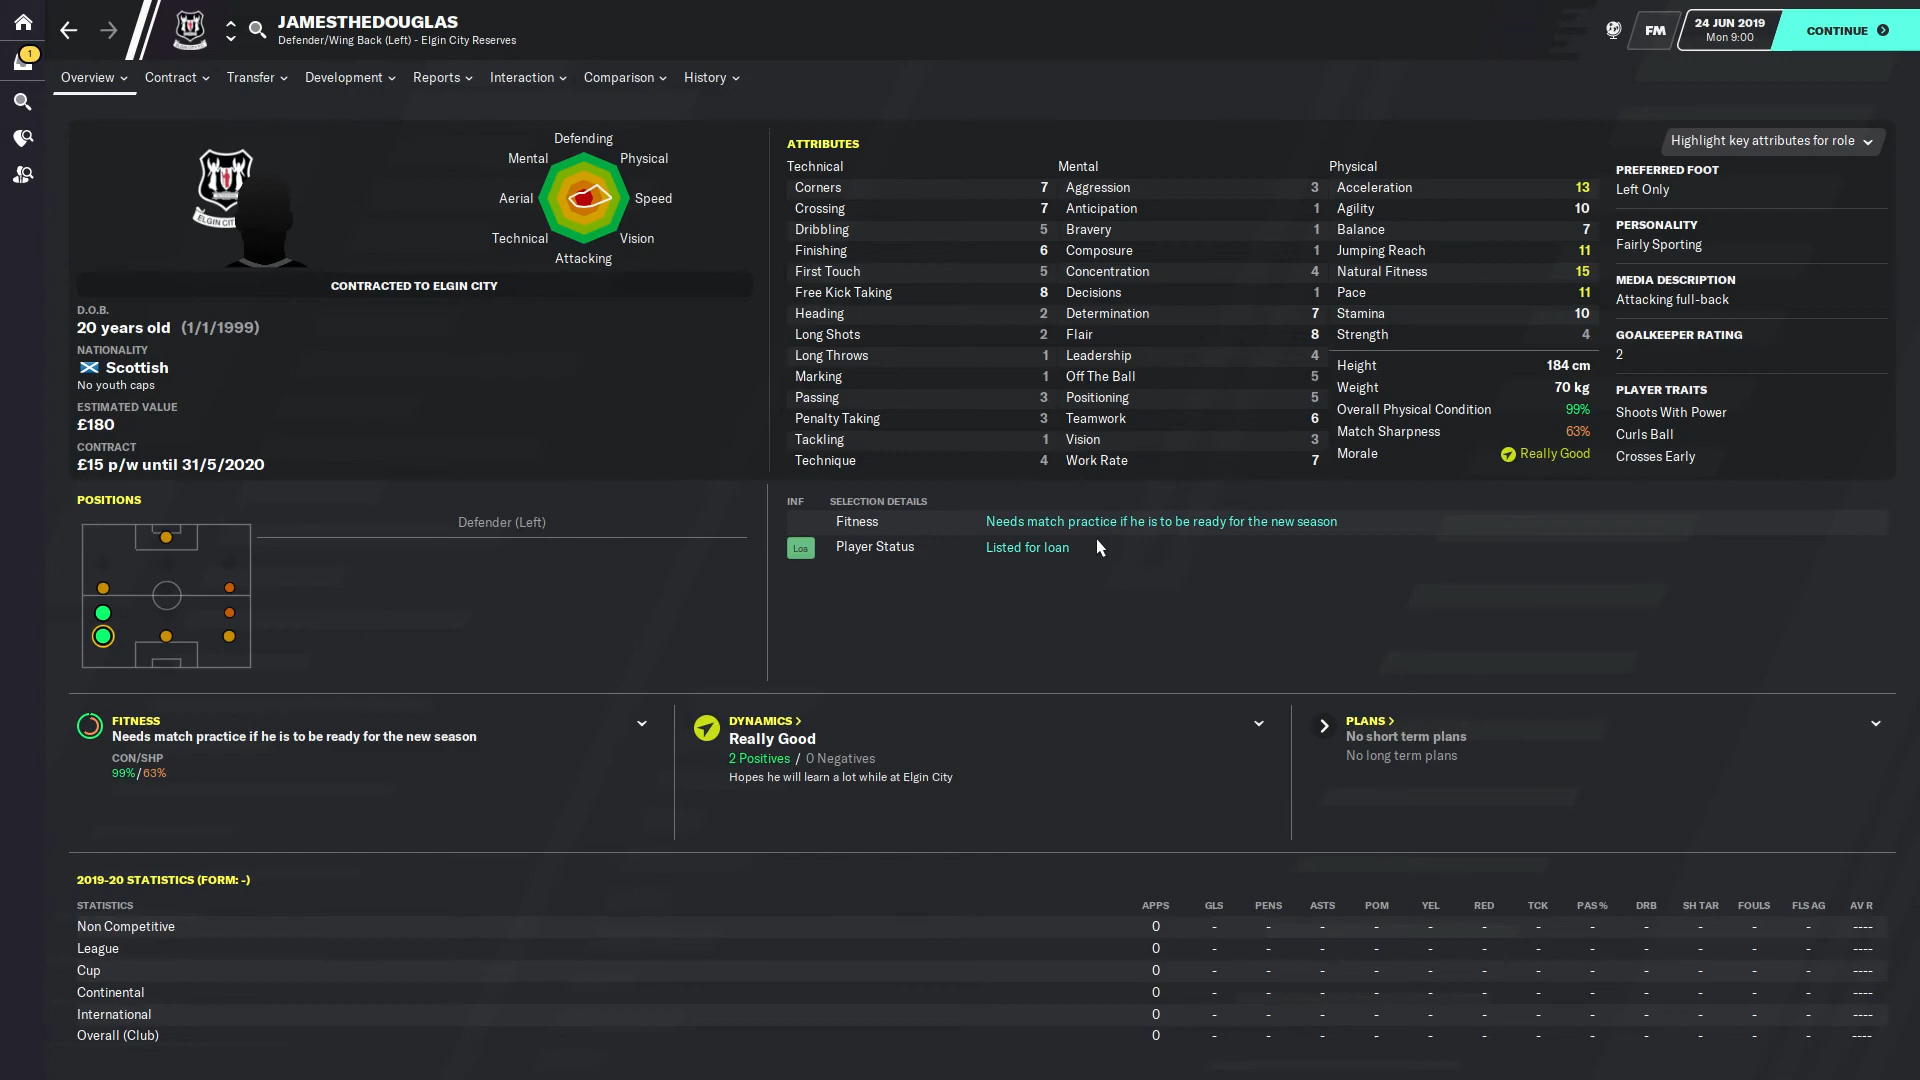 JAMESTHEDOUGLAS
Defender/Wing Back (Left) - Elgin City Reserves
FM
24 JUN 2019
Mon 9:00
CONTINUE
1
Overview
Contract
Transfer
Development
Reports
Interaction
Comparison
History
ELGIN CIT
Defending
Mental
Physical
Aerial
Speed
Technical
Vision
Attacking
CONTRACTED TO ELGIN CITY
D.O.B.
20 years old (1/1/1999)
NATIONALITY
Scottish
No youth caps
ESTIMATED VALUE
£180
CONTRACT
£15 p/w until 31/5/2020
ATTRIBUTES
Highlight key attributes for role
Technical
Corners 7
Crossing 7
Dribbling 5
Finishing 6
First Touch 5
Free Kick Taking 8
Heading 2
Long Shots 2
Long Throws 1
Marking 1
Passing 3
Penalty Taking 3
Tackling 1
Technique 4
Mental
Aggression 3
Anticipation 1
Bravery 1
Composure 1
Concentration 4
Decisions 1
Determination 7
Flair 8
Leadership 4
Off The Ball 5
Positioning 5
Teamwork 6
Vision 3
Work Rate 7
Physical
Acceleration 13
Agility 10
Balance 7
Jumping Reach 11
Natural Fitness 15
Pace 11
Stamina 10
Strength 4
Height 184 cm
Weight 70 kg
Overall Physical Condition 99%
Match Sharpness 63%
Morale Really Good
PREFERRED FOOT
Left Only
PERSONALITY
Fairly Sporting
MEDIA DESCRIPTION
Attacking full-back
GOALKEEPER RATING
2
PLAYER TRAITS
Shoots With Power
Curls Ball
Crosses Early
POSITIONS
Defender (Left)
INF SELECTION DETAILS
Fitness Needs match practice if he is to be ready for the new season
Loa Player Status Listed for loan
FITNESS
Needs match practice if he is to be ready for the new season
CON/SHP
99% / 63%
DYNAMICS >
Really Good
2 Positives / 0 Negatives
Hopes he will learn a lot while at Elgin City
PLANS >
No short term plans
No long term plans
2019-20 STATISTICS (FORM: -)
STATISTICS APPS GLS PENS ASTS POM YEL RED TCK PAS % DRB SH TAR FOULS FLS AG AV R
Non Competitive 0 - - - - - - - - - - - - ----
League 0 - - - - - - - - - - - - ----
Cup 0 - - - - - - - - - - - - ----
Continental 0 - - - - - - - - - - - - ----
International 0 - - - - - - - - - - - - ----
Overall (Club) 0 - - - - - - - - - - - - ----